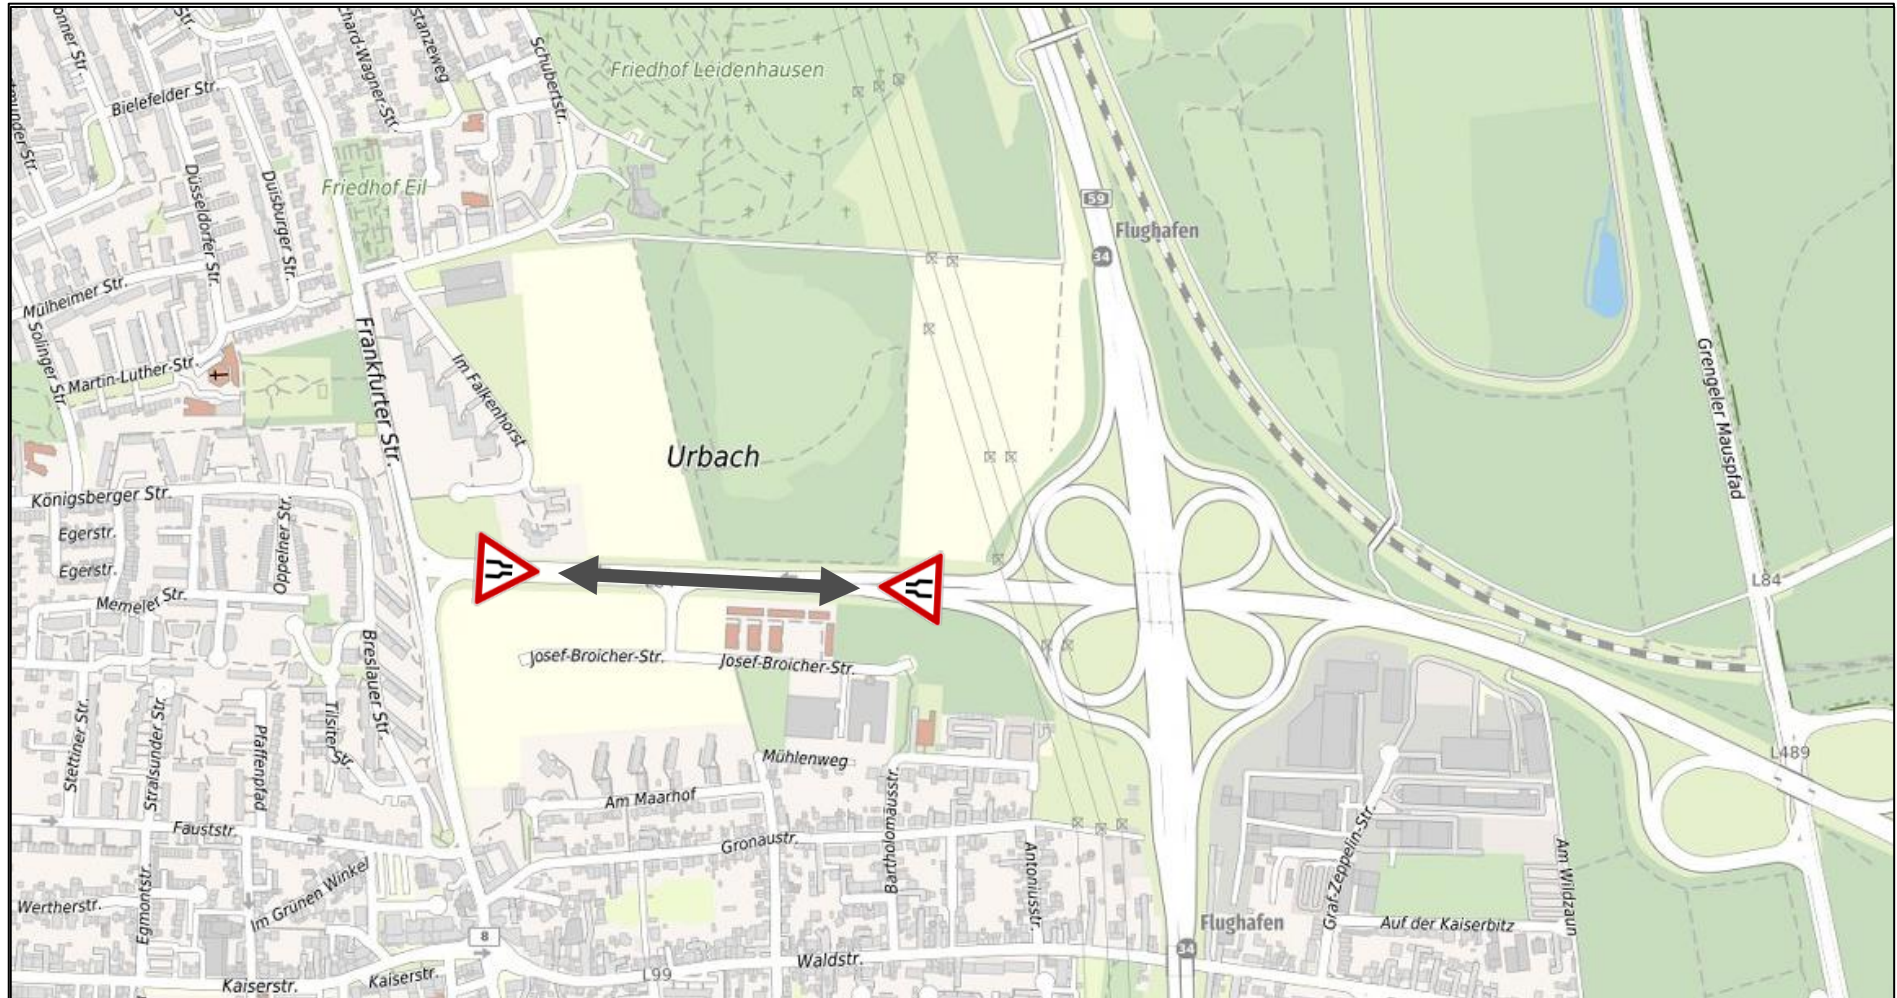 Schubertstr.
Friedhof Leidenhausen
Bielefelder Str.
Düsseldorfer Str.
Duisburger Str.
Friedhof Eil
59
Flughafen
34
Mülheimer Str.
Solinger Str.
Martin-Luther-Str.
Frankfurter Str.
Im Falkenhorst
Grengeler Mauspfad
Urbach
Königsberger Str.
Egerstr.
Egerstr.
Oppelner Str.
Memeler Str.
Breslauer Str.
L84
Josef-Broicher-Str.
Josef-Broicher-Str.
Stettiner Str.
Stralsunder Str.
Pfaffenpfad
Tilsiter Str.
Mühlenweg
L489
Am Maarhof
Bartholomäusstr.
Fauststr.
Gronaustr.
Antoniusstr.
Graf-Zeppelin-Str.
Am Wildzaun
Wertherstr.
Egmontstr.
Im Grünen Winkel
8
Flughafen
34
Auf der Kaiserbitz
Kaiserstr.
Kaiserstr.
L99
Waldstr.